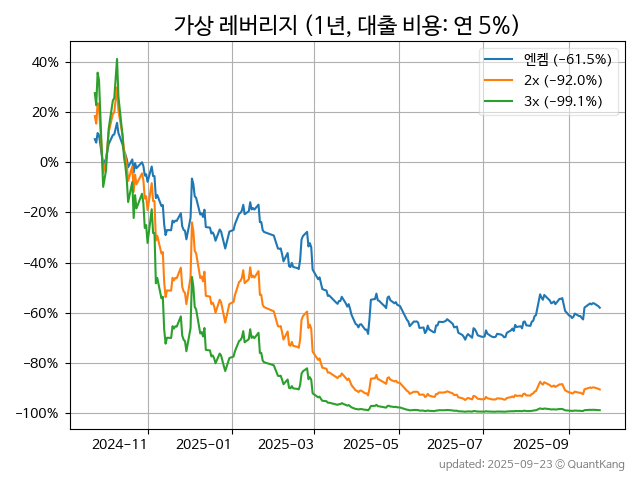 가상 레버리지 (1년, 대출 비용: 연 5%)
엔켐 (-61.5%)
2x (-92.0%)
3x (-99.1%)
40%
20%
0%
-20%
-40%
-60%
-80%
-100%
2024-11 2025-01 2025-03 2025-05 2025-07 2025-09
updated: 2025-09-23 © QuantKang